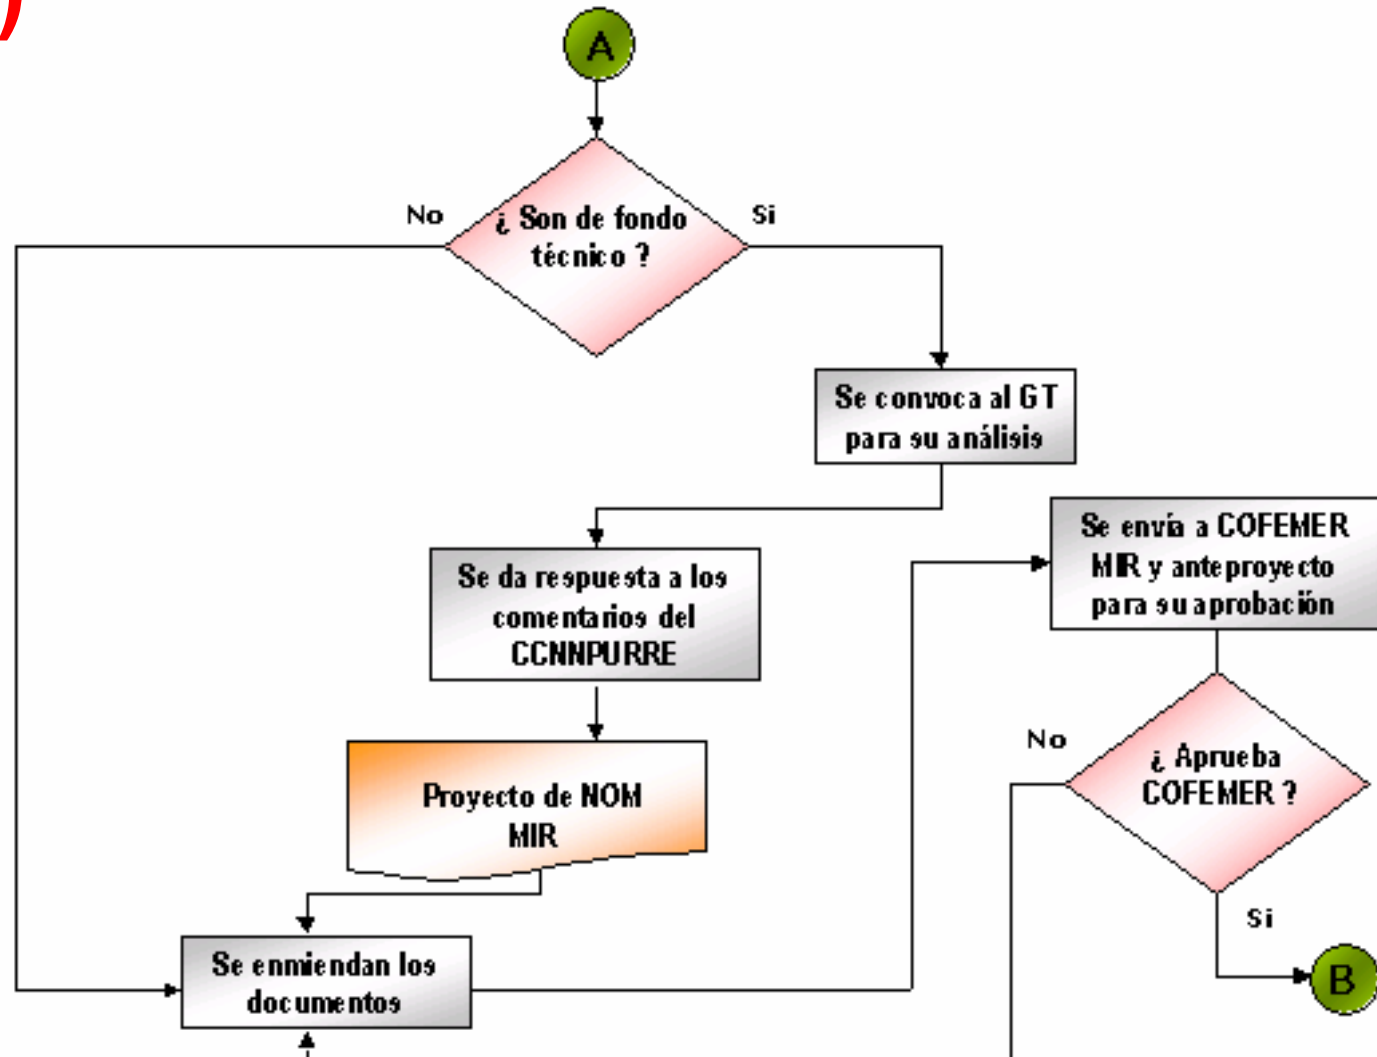 )
A
No
Si
¿ Son de fondo
técnico ?
Se convoca al GT
para su análisis
Se da respuesta a los
comentarios del
CCNNPURRE
Se envía a COFEMER
MIR y anteproyecto
para su aprobación
Proyecto de NOM
MIR
No
¿ Aprueba
COFEMER ?
Si
Se enmiendan los
documentos
B